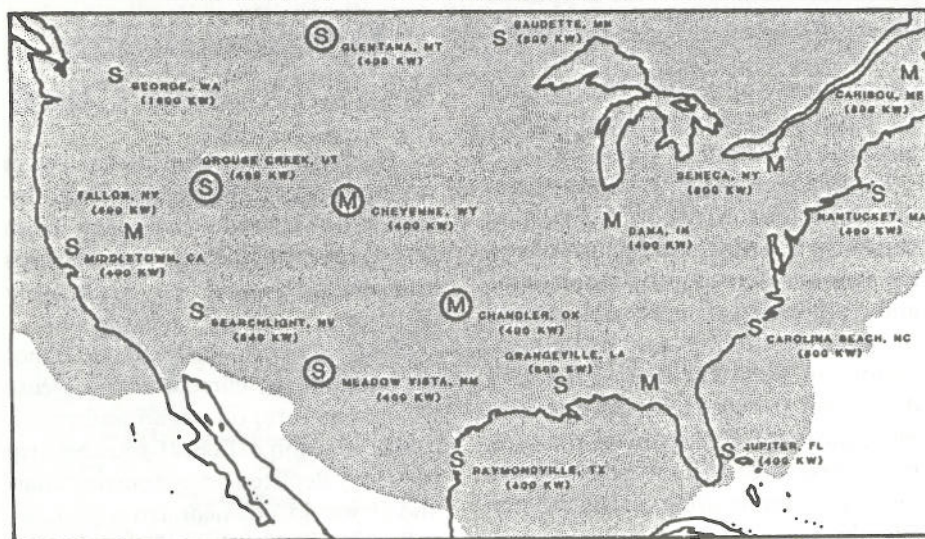 S
GLENTANA, MT
(400 KW)
BAUDETTE, MN
S
(800 KW)
S
GEORGE, WA
(1600 KW)
M
CARIBOU, ME
(800 KW)
M
SENECA, NY
(800 KW)
GROUSE CREEK, UT
S
(400 KW)
FALLON, NV
(400 KW)
M
M
CHEYENNE, WY
(400 KW)
M
DANA, IN
(400 KW)
S
NANTUCKET, MA
(400 KW)
S
MIDDLETOWN, CA
(400 KW)
S
SEARCHLIGHT, NV
(540 KW)
M
CHANDLER, OK
(400 KW)
S
CAROLINA BEACH, NC
(800 KW)
GRANGEVILLE, LA
(800 KW)
S
M
S
MEADOW VISTA, NM
(400 KW)
S
JUPITER, FL
(400 KW)
S
RAYMONDVILLE, TX
(400 KW)